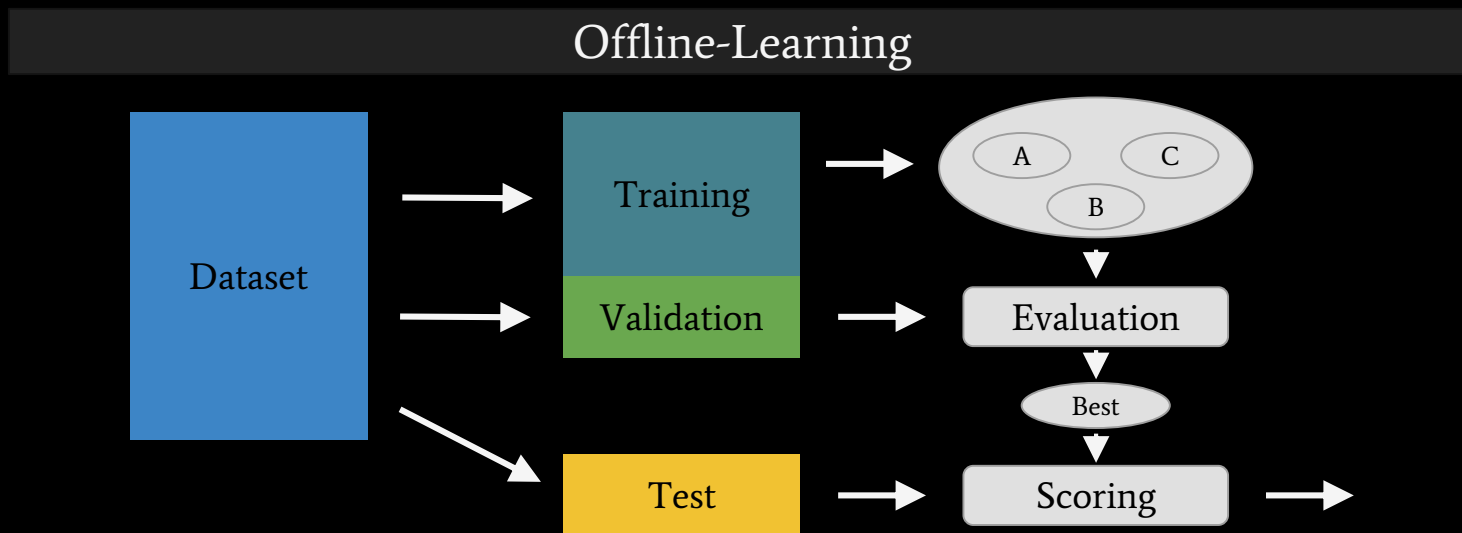 Offline-Learning
Dataset
Training
Validation
Test
A
C
B
Evaluation
Best
Scoring